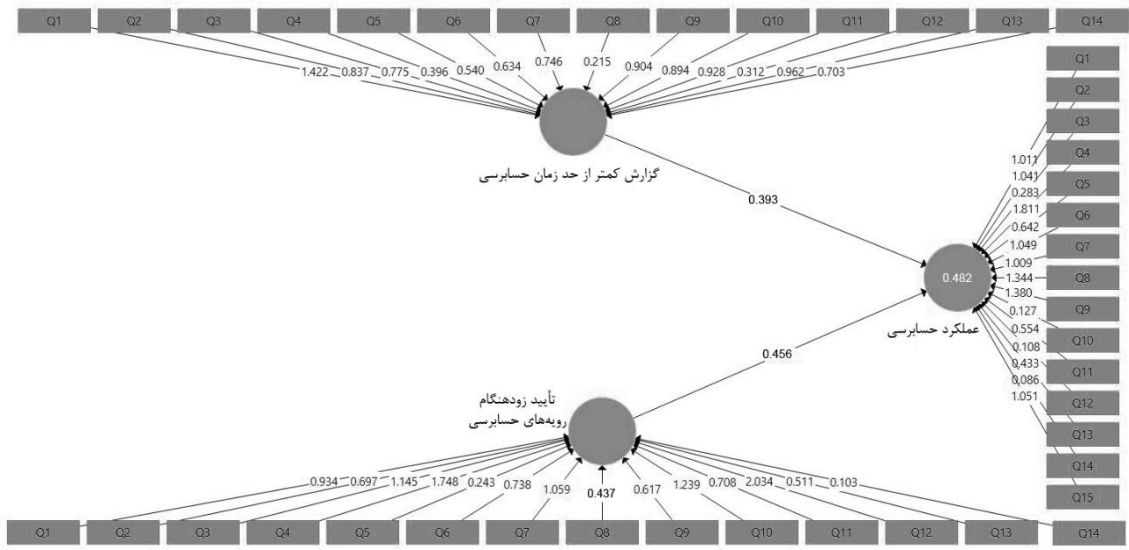 Q1 Q2 Q3 Q4 Q5 Q6 Q7 Q8 Q9 Q10 Q11 Q12 Q13 Q14
1.422 0.837 0.775 0.396 0.540 0.634 0.746 0.215 0.904 0.894 0.928 0.312 0.962 0.703
گزارش کمتر از حد زمان حسابرسی
0.393
Q1
Q2
Q3
Q4
Q5
Q6
Q7
Q8
Q9
Q10
Q11
Q12
Q13
Q14
Q15
1.011
1.041
0.283
1.811
0.642
1.049
1.009
1.344
1.380
0.127
0.554
0.108
0.433
0.086
1.051
0.482
عملکرد حسابرسی
0.456
تأیید زودهنگام
رویه‌های حسابرسی
0.934 0.697 1.145 1.748 0.243 0.738 1.059 0.437 0.617 1.239 0.708 2.034 0.511 0.103
Q1 Q2 Q3 Q4 Q5 Q6 Q7 Q8 Q9 Q10 Q11 Q12 Q13 Q14